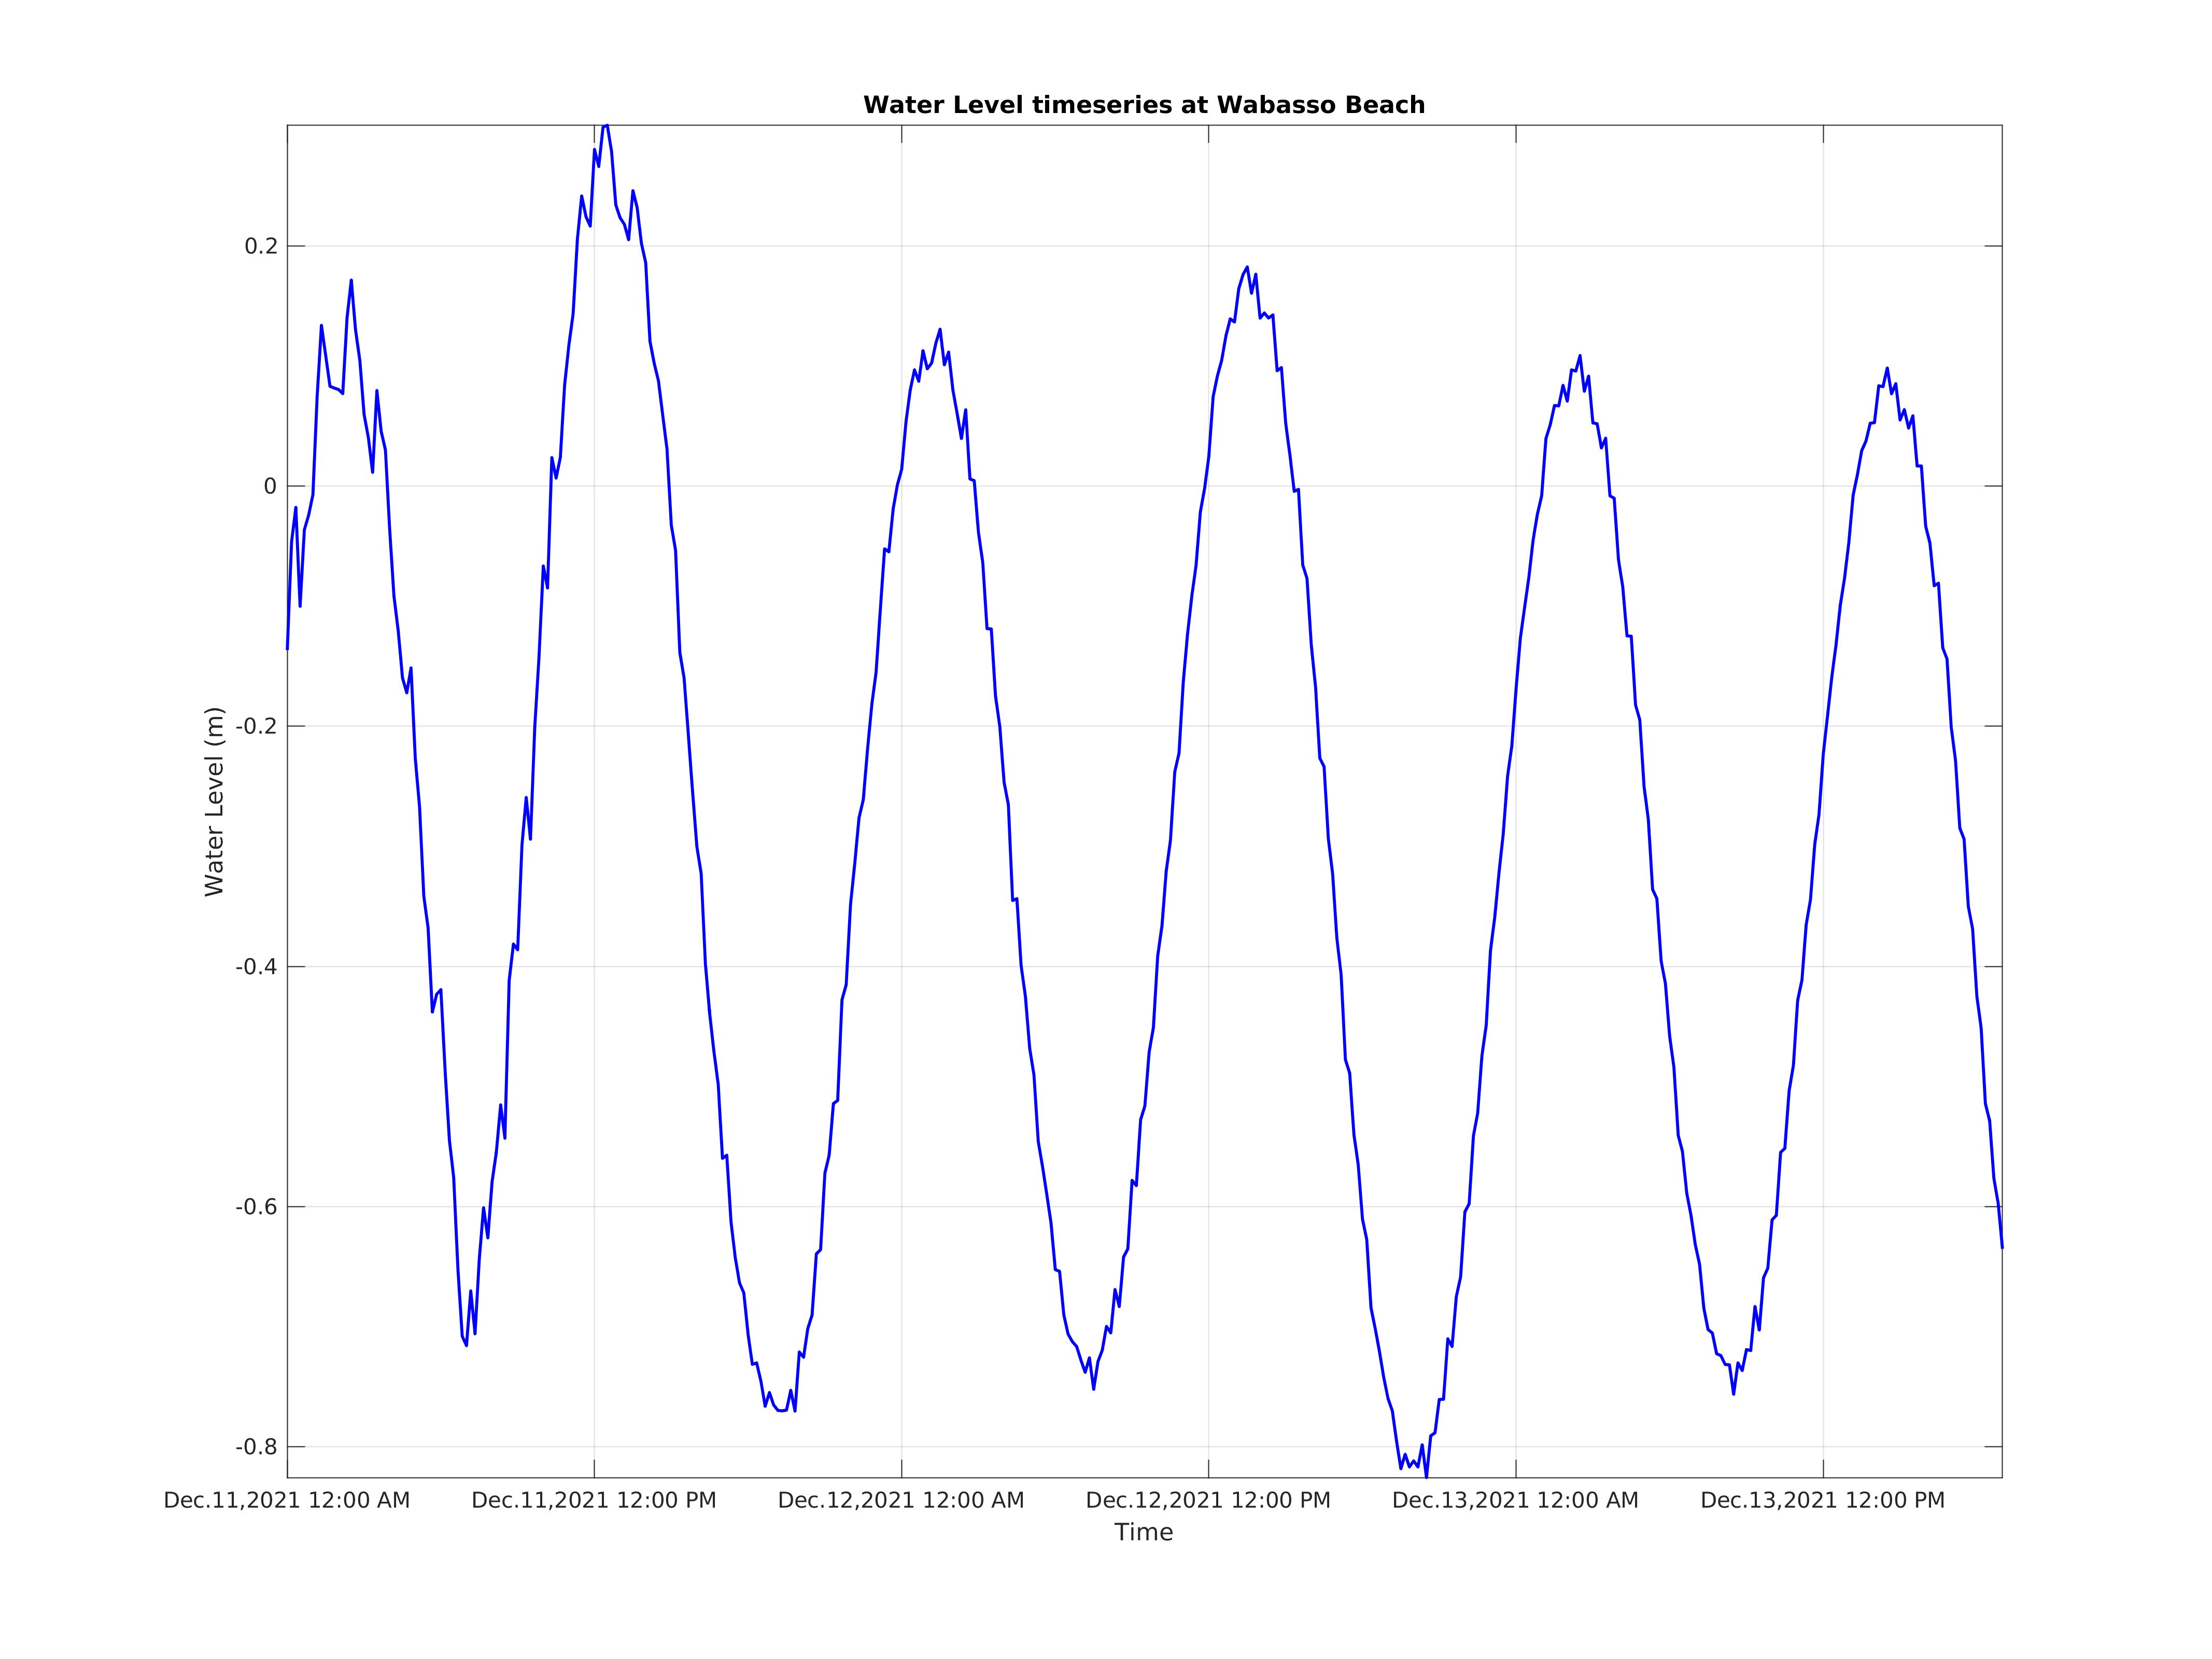 Water Level timeseries at Wabasso Beach
0.2
0
-0.2
-0.4
-0.6
-0.8
Water Level (m)
Dec.11,2021 12:00 AM Dec.11,2021 12:00 PM Dec.12,2021 12:00 AM Dec.12,2021 12:00 PM Dec.13,2021 12:00 AM Dec.13,2021 12:00 PM
Time